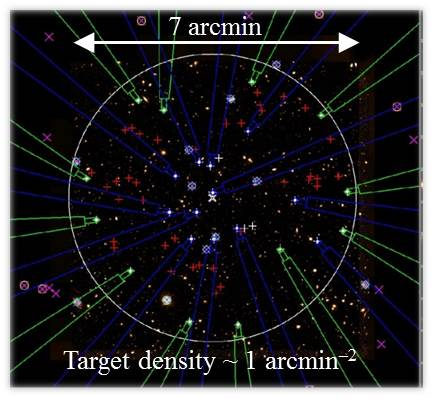 7 arcmin
Target density ~ 1 arcmin⁻²